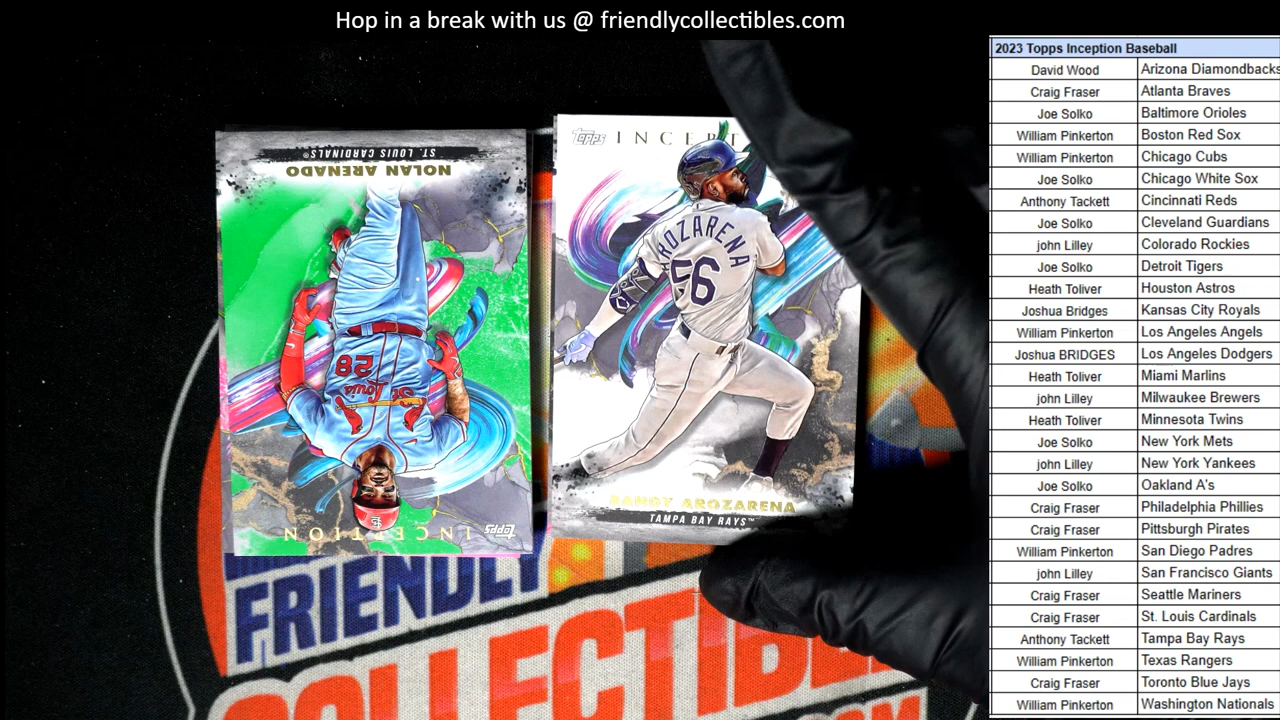 Hop in a break with us @ friendlycollectibles.com
ST. LOUIS CARDINALS®
NOLAN ARENADO
28
St. Louis
INCEPTION
Topps
Topps INCEPT
AROZARENA
56
RANDY AROZARENA
TAMPA BAY RAYS™
FRIENDLY
COLLECTIBLES
.COM
2023 Topps Inception Baseball
David Wood Arizona Diamondbacks
Craig Fraser Atlanta Braves
Joe Solko Baltimore Orioles
William Pinkerton Boston Red Sox
William Pinkerton Chicago Cubs
Joe Solko Chicago White Sox
Anthony Tackett Cincinnati Reds
Joe Solko Cleveland Guardians
john Lilley Colorado Rockies
Joe Solko Detroit Tigers
Heath Toliver Houston Astros
Joshua Bridges Kansas City Royals
William Pinkerton Los Angeles Angels
Joshua BRIDGES Los Angeles Dodgers
Heath Toliver Miami Marlins
john Lilley Milwaukee Brewers
Heath Toliver Minnesota Twins
Joe Solko New York Mets
john Lilley New York Yankees
Joe Solko Oakland A's
Craig Fraser Philadelphia Phillies
Craig Fraser Pittsburgh Pirates
William Pinkerton San Diego Padres
john Lilley San Francisco Giants
Craig Fraser Seattle Mariners
Craig Fraser St. Louis Cardinals
Anthony Tackett Tampa Bay Rays
William Pinkerton Texas Rangers
Craig Fraser Toronto Blue Jays
William Pinkerton Washington Nationals